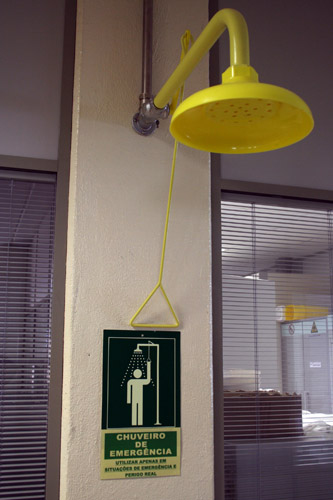 CHUVEIRO
DE
EMERGÊNCIA
UTILIZAR APENAS EM
SITUAÇÕES DE EMERGÊNCIA E
PERIGO REAL